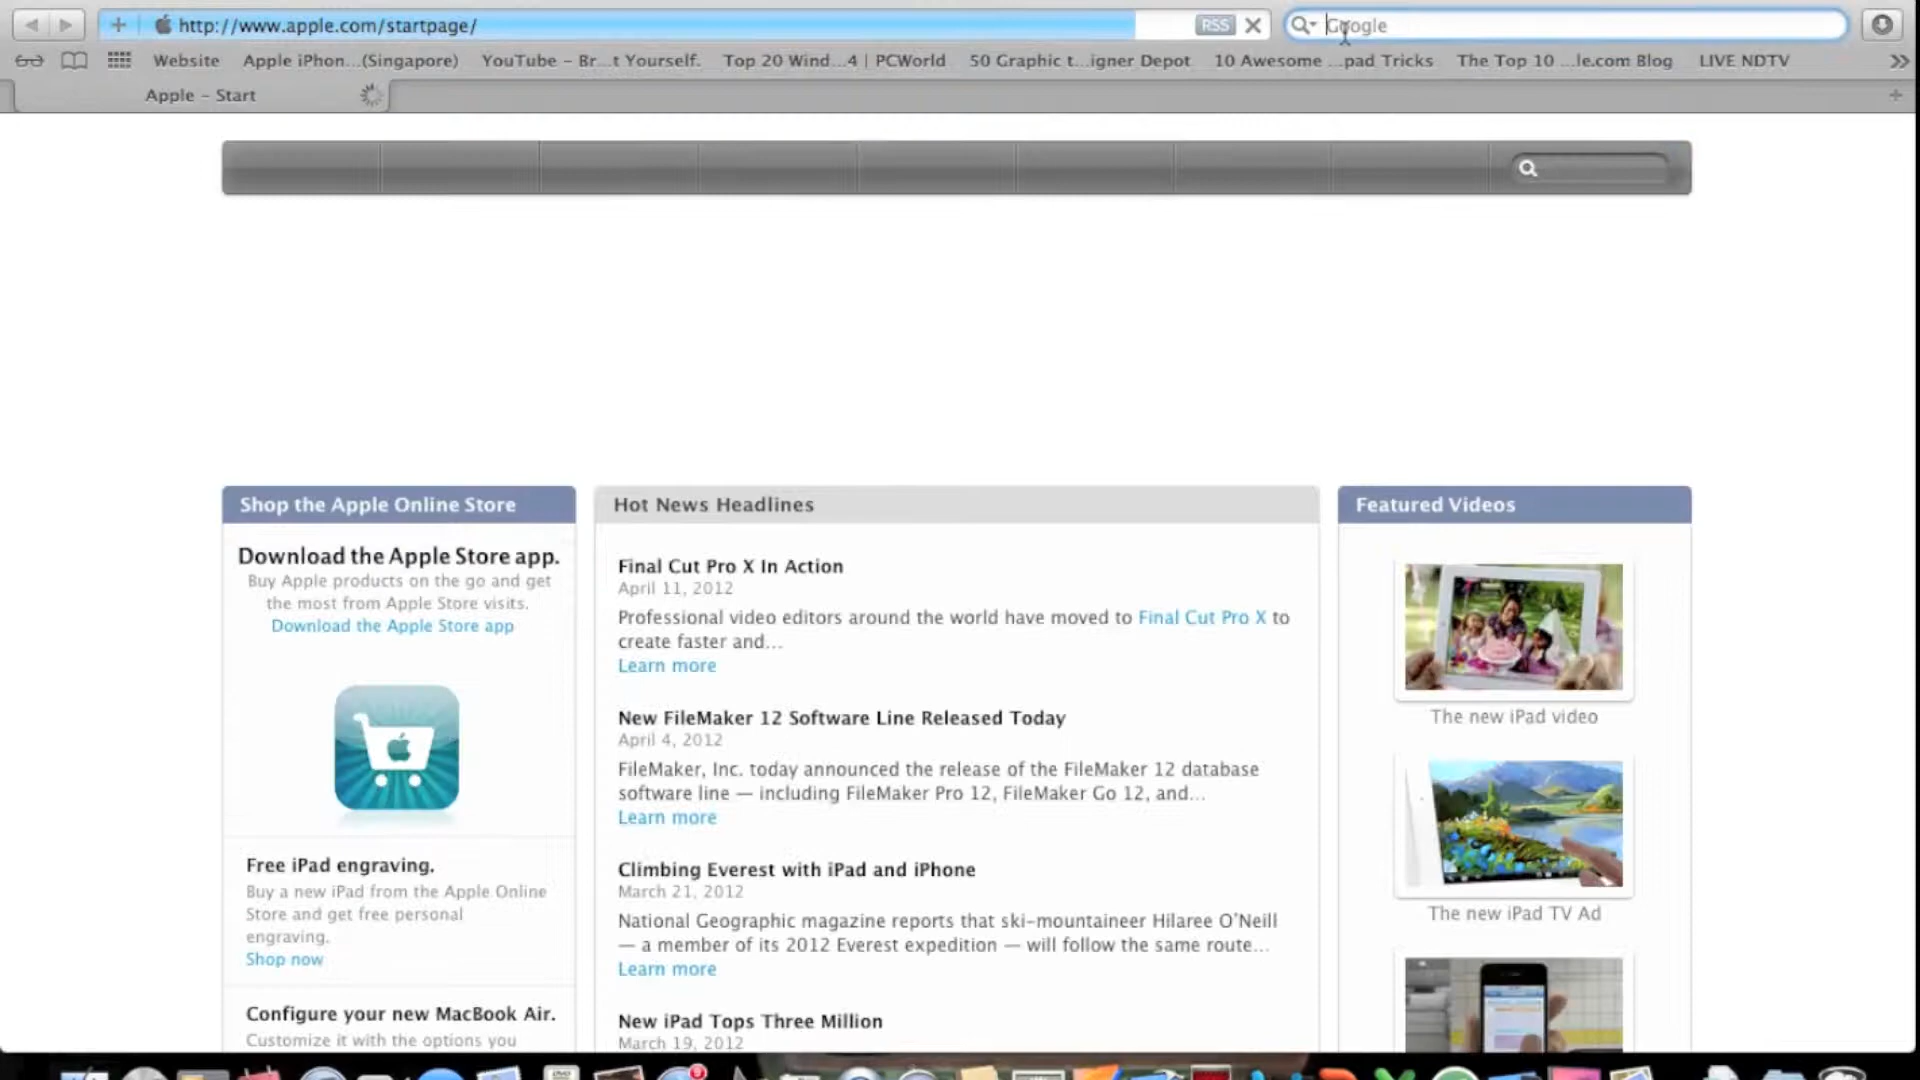 http://www.apple.com/startpage/ RSS Google
Website Apple iPhon...(Singapore) YouTube - Br...t Yourself. Top 20 Wind...4 | PCWorld 50 Graphic t...igner Depot 10 Awesome ...pad Tricks The Top 10 ...le.com Blog LIVE NDTV
Apple - Start
Shop the Apple Online Store
Download the Apple Store app.
Buy Apple products on the go and get
the most from Apple Store visits.
Download the Apple Store app
Free iPad engraving.
Buy a new iPad from the Apple Online
Store and get free personal
engraving.
Shop now
Configure your new MacBook Air.
Customize it with the options you
Hot News Headlines
Final Cut Pro X In Action
April 11, 2012
Professional video editors around the world have moved to Final Cut Pro X to
create faster and...
Learn more
New FileMaker 12 Software Line Released Today
April 4, 2012
FileMaker, Inc. today announced the release of the FileMaker 12 database
software line — including FileMaker Pro 12, FileMaker Go 12, and...
Learn more
Climbing Everest with iPad and iPhone
March 21, 2012
National Geographic magazine reports that ski-mountaineer Hilaree O'Neill
— a member of its 2012 Everest expedition — will follow the same route...
Learn more
New iPad Tops Three Million
March 19, 2012
Featured Videos
The new iPad video
The new iPad TV Ad